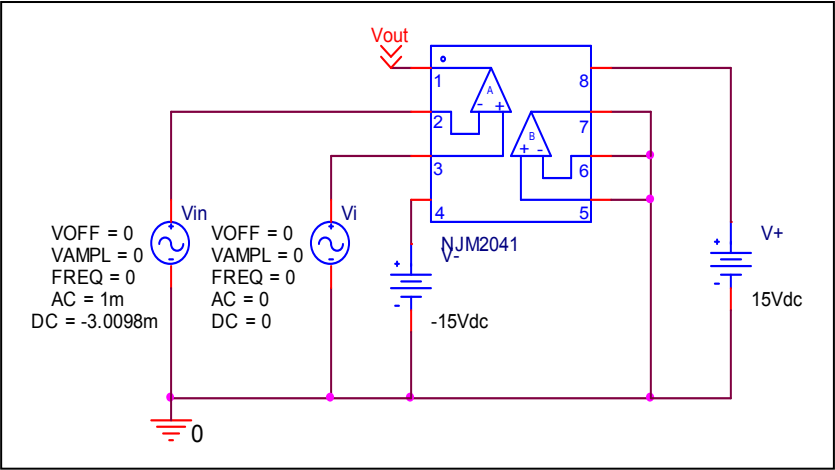 Vout
1
2
3
4
8
7
6
5
A
- +
B
+ -
NJM2041
Vin
VOFF = 0
VAMPL = 0
FREQ = 0
AC = 1m
DC = -3.0098m
+
-
Vi
VOFF = 0
VAMPL = 0
FREQ = 0
AC = 0
DC = 0
+
-
V-
+
-
-15Vdc
V+
+
-
15Vdc
0